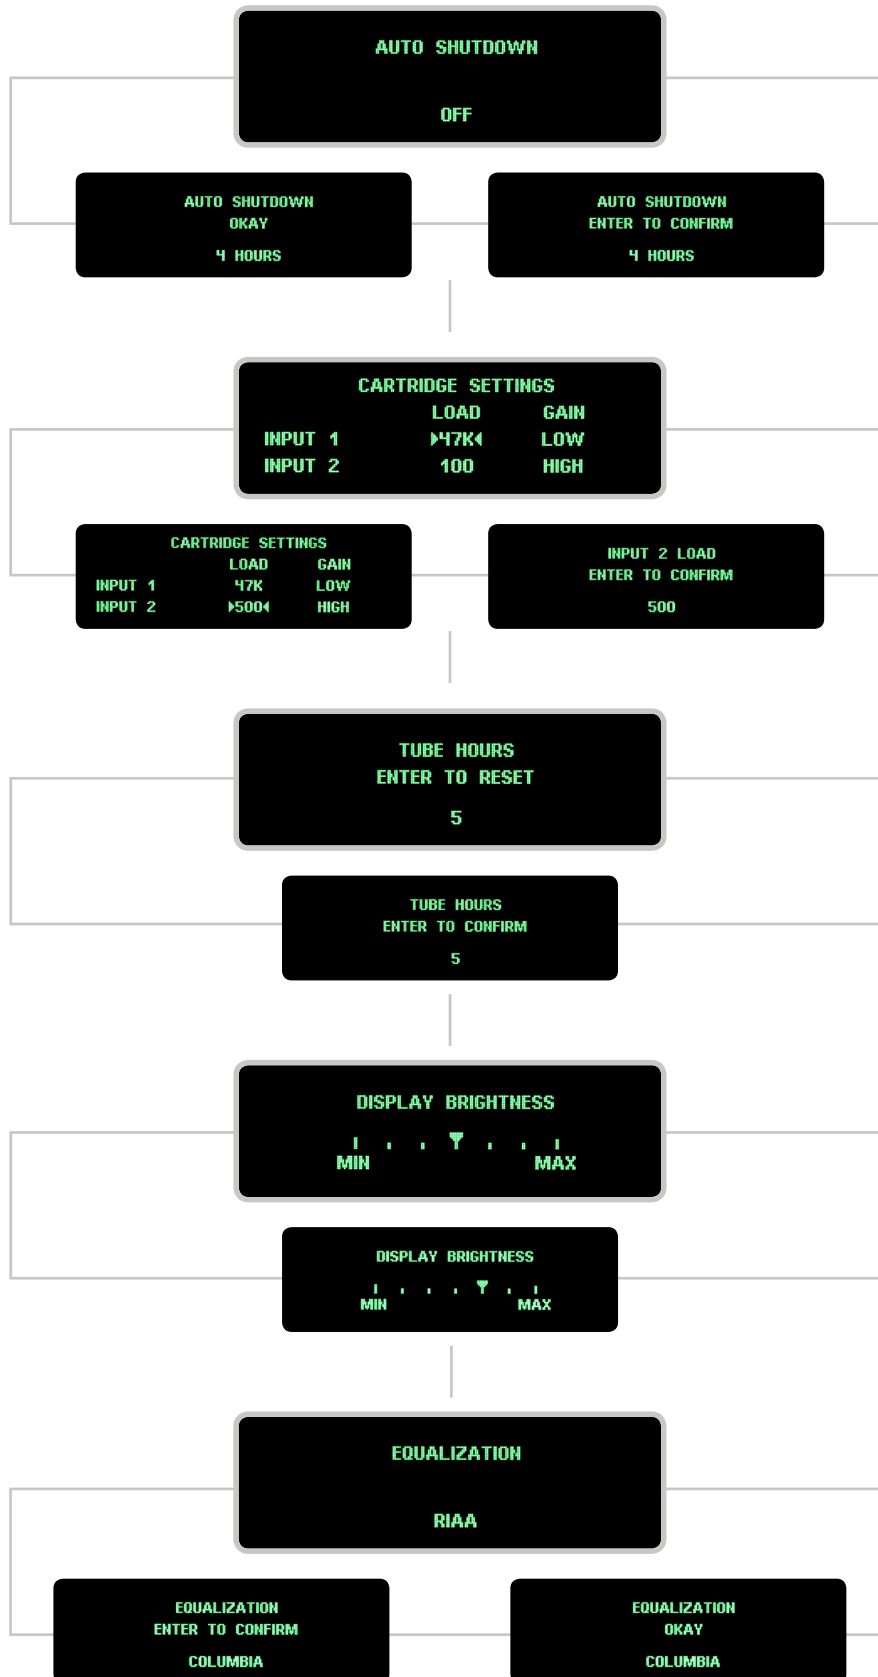 AUTO SHUTDOWN
OFF
AUTO SHUTDOWN
OKAY
4 HOURS
AUTO SHUTDOWN
ENTER TO CONFIRM
4 HOURS
CARTRIDGE SETTINGS
LOAD GAIN
INPUT 1 47K LOW
INPUT 2 100 HIGH
CARTRIDGE SETTINGS
LOAD GAIN
INPUT 1 47K LOW
INPUT 2 500 HIGH
INPUT 2 LOAD
ENTER TO CONFIRM
500
TUBE HOURS
ENTER TO RESET
5
TUBE HOURS
ENTER TO CONFIRM
5
DISPLAY BRIGHTNESS
MIN MAX
DISPLAY BRIGHTNESS
MIN MAX
EQUALIZATION
RIAA
EQUALIZATION
ENTER TO CONFIRM
COLUMBIA
EQUALIZATION
OKAY
COLUMBIA